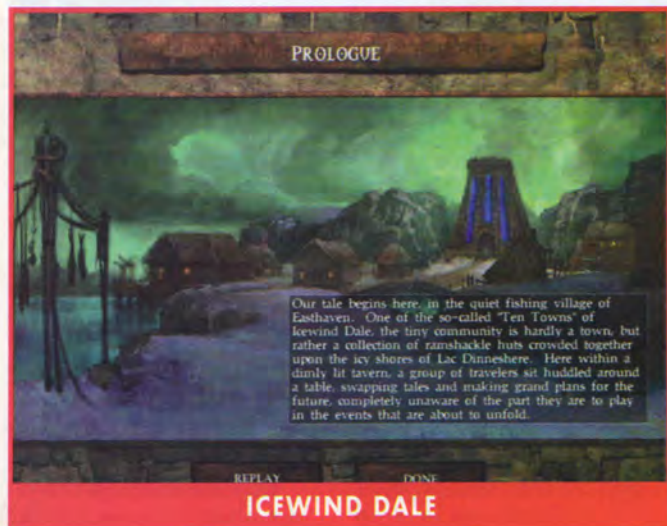 PROLOGUE
Our tale begins here, in the quiet fishing village of
Easthaven. One of the so-called "Ten Towns" of
Icewind Dale, the tiny community is hardly a town, but
rather a collection of ramshackle huts crowded together
upon the icy shores of Lac Dinneshere. Here within a
dimly lit tavern, a group of travelers sit huddled around
a table, swapping tales and making grand plans for the
future, completely unaware of the part they are to play
in the events that are about to unfold.
REPLAY DONE
ICEWIND DALE